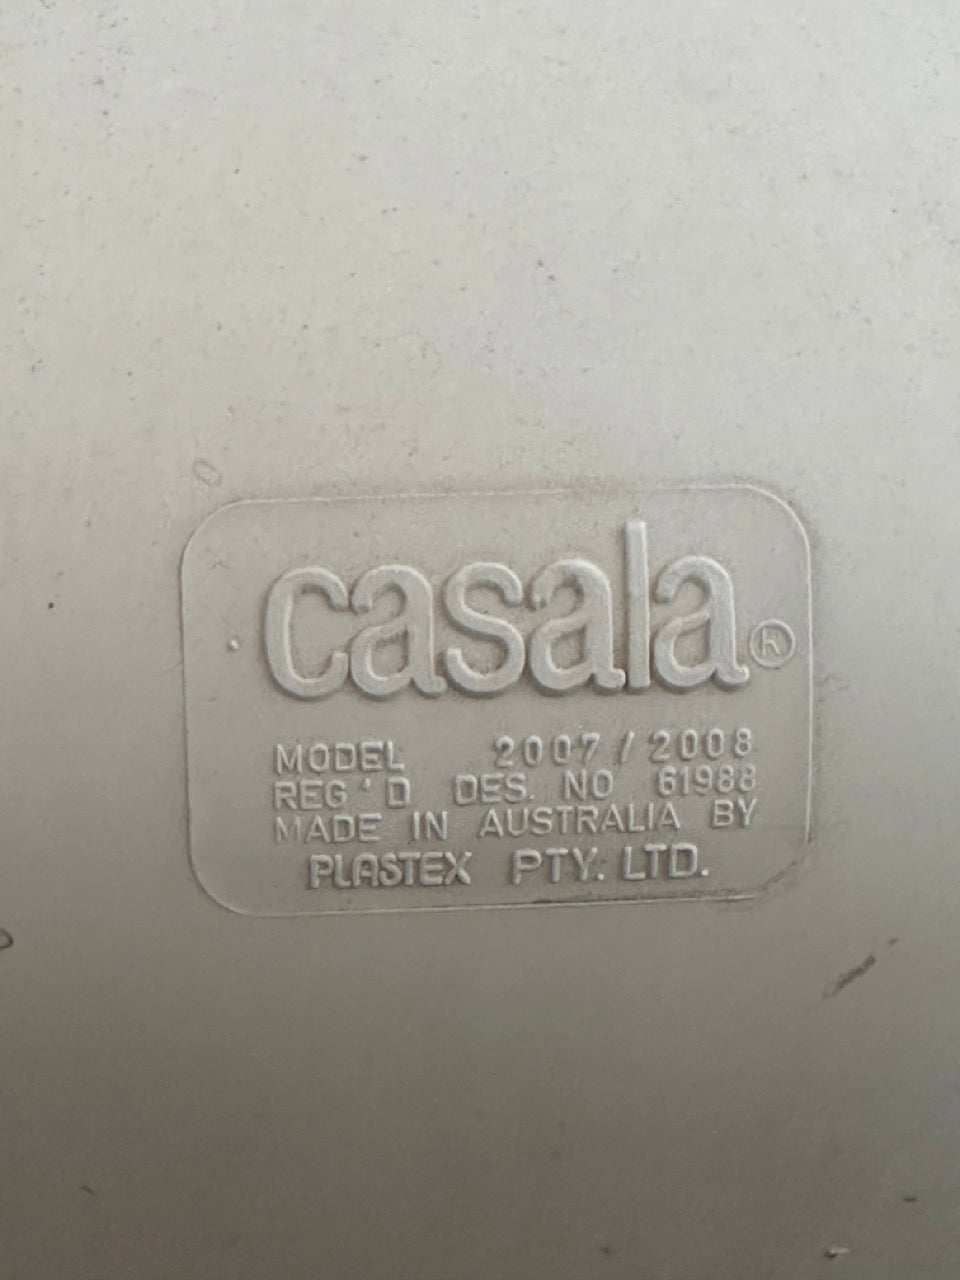 casala ®
MODEL 2007 / 2008
REG'D DES. NO 61988
MADE IN AUSTRALIA BY
PLASTEX PTY. LTD.